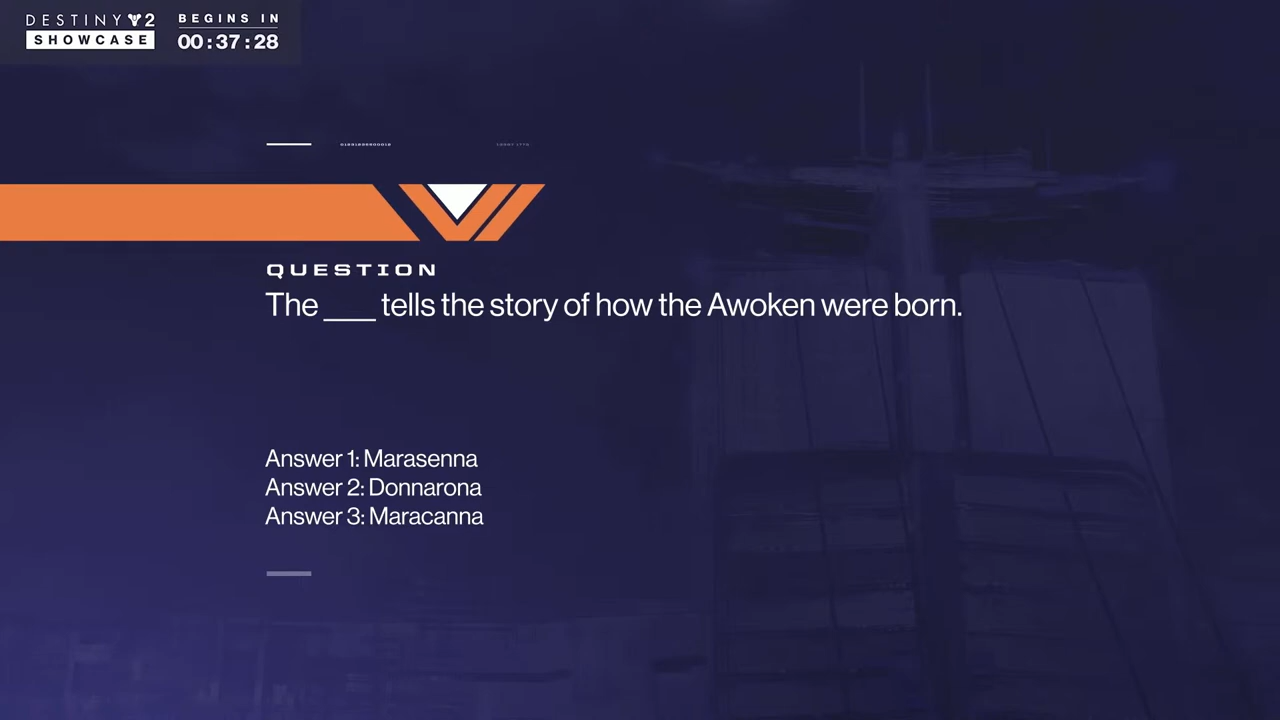 DESTINY 2 BEGINS IN
SHOWCASE 00:37:28
QUESTION
The ___ tells the story of how the Awoken were born.
Answer 1: Marasenna
Answer 2: Donnarona
Answer 3: Maracanna